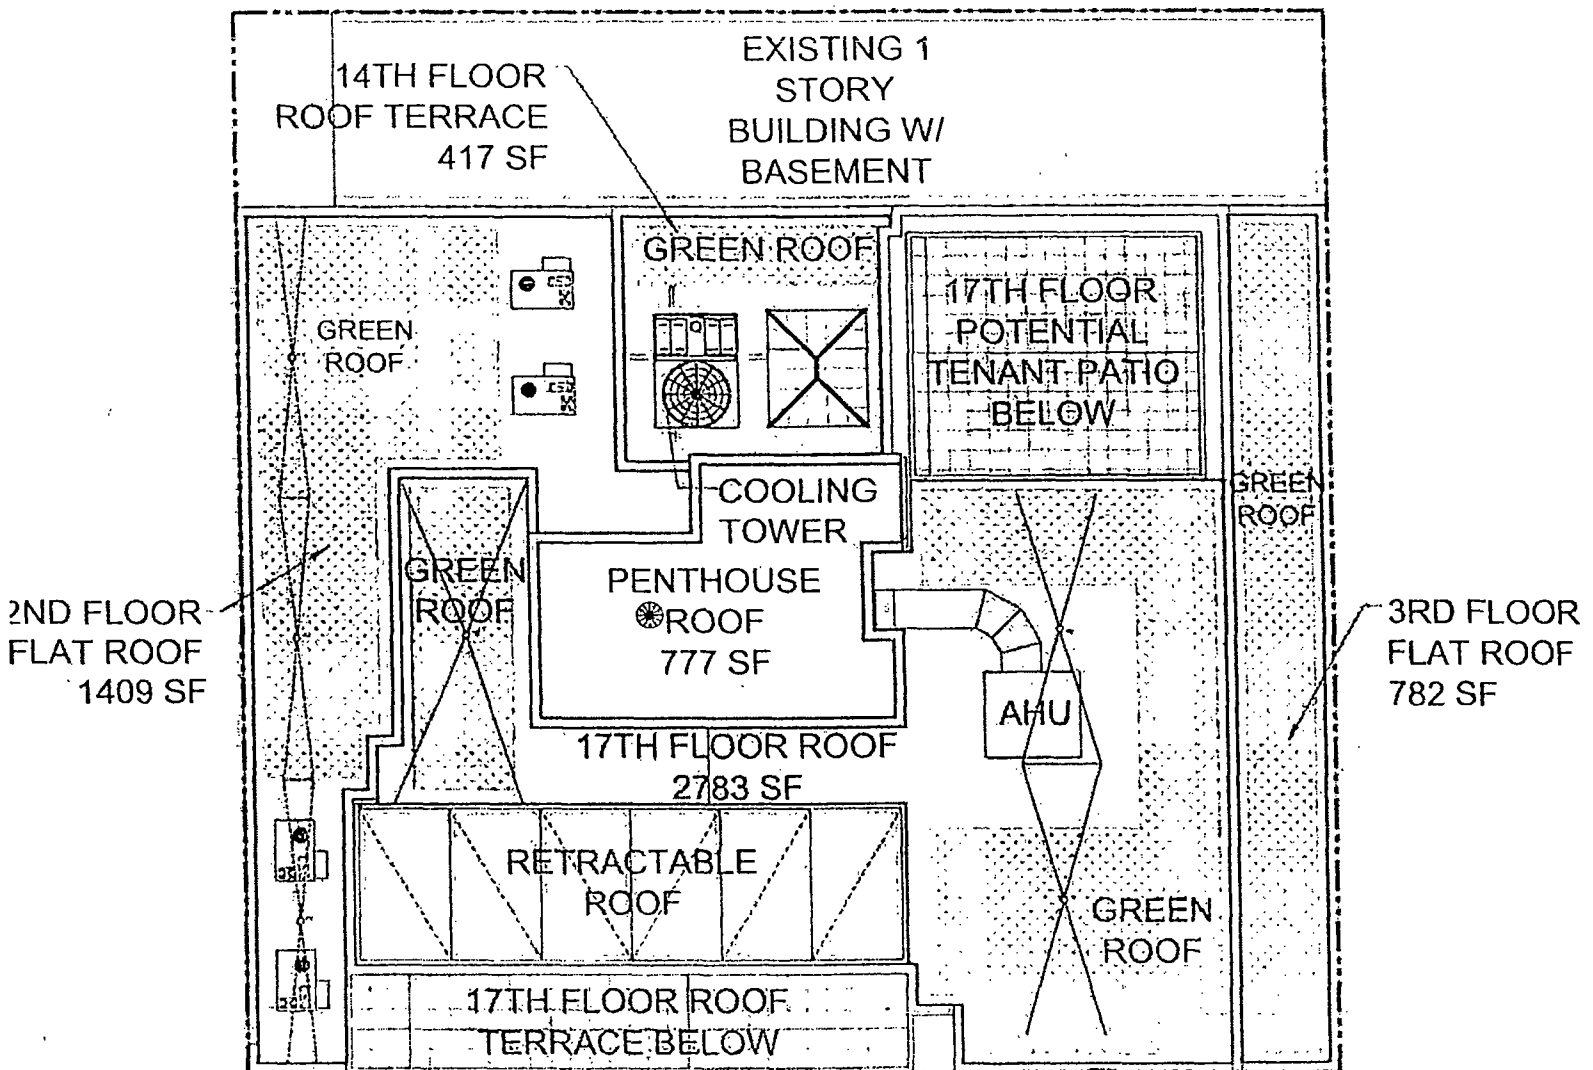 EXISTING 1
STORY
BUILDING W/
BASEMENT
14TH FLOOR
ROOF TERRACE
417 SF
GREEN ROOF
GREEN
ROOF
17TH FLOOR
POTENTIAL
TENANT PATIO
BELOW
GREEN
ROOF
COOLING
TOWER
GREEN
ROOF
PENTHOUSE
ROOF
777 SF
2ND FLOOR
FLAT ROOF
1409 SF
3RD FLOOR
FLAT ROOF
782 SF
AHU
17TH FLOOR ROOF
2783 SF
RETRACTABLE
ROOF
GREEN
ROOF
17TH FLOOR ROOF
TERRACE BELOW